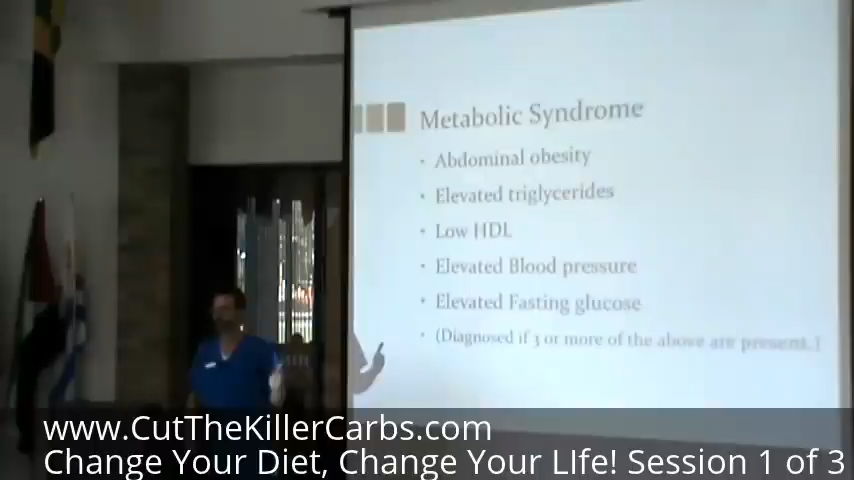 Metabolic Syndrome
• Abdominal obesity
• Elevated triglycerides
• Low HDL
• Elevated Blood pressure
• Elevated Fasting glucose
• (Diagnosed if 3 or more of the above are present.)
www.CutTheKillerCarbs.com
Change Your Diet, Change Your LIfe! Session 1 of 3